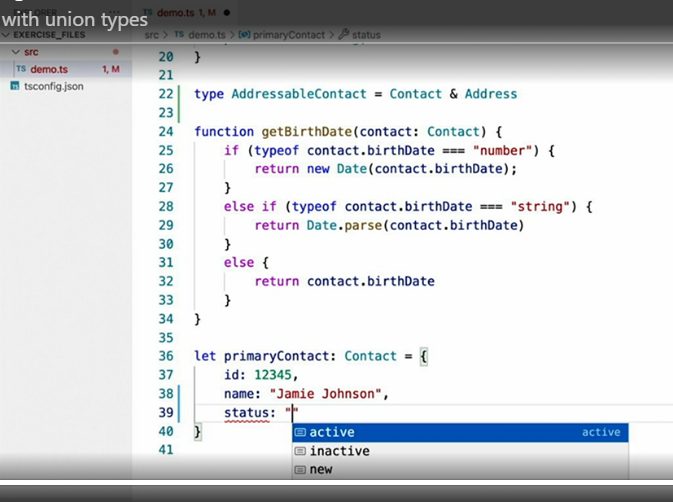 EXPLORER
TS demo.ts 1, M ●
with union types
EXERCISE_FILES
src > TS demo.ts > primaryContact > status
src
TS demo.ts 1, M
tsconfig.json
20 }
21
22 type AddressableContact = Contact & Address
23
24 function getBirthDate(contact: Contact) {
25 if (typeof contact.birthDate === "number") {
26 return new Date(contact.birthDate);
27 }
28 else if (typeof contact.birthDate === "string") {
29 return Date.parse(contact.birthDate)
30 }
31 else {
32 return contact.birthDate
33 }
34 }
35
36 let primaryContact: Contact = {
37 id: 12345,
38 name: "Jamie Johnson",
39 status: ""
40 }
active active
41
inactive
new